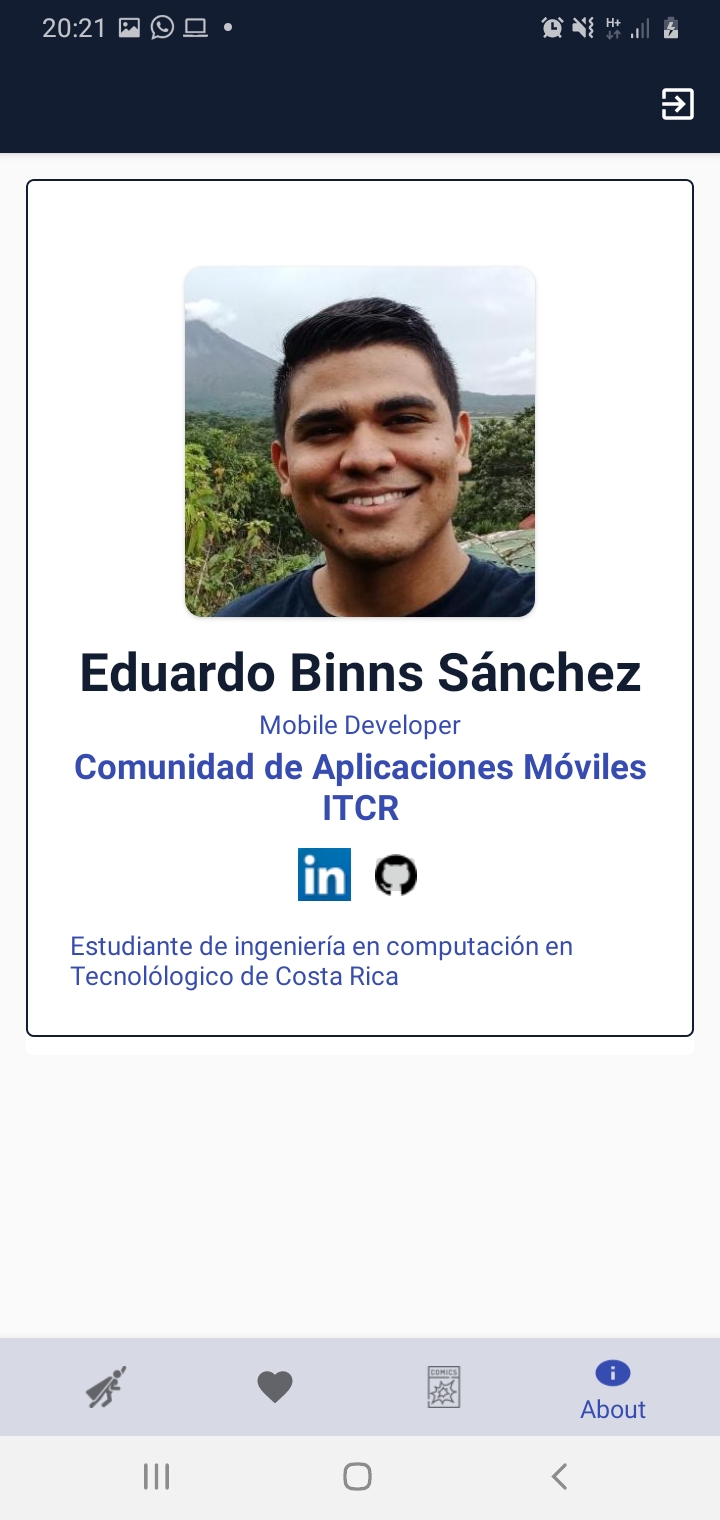 20:21
H+
Eduardo Binns Sánchez
Mobile Developer
Comunidad de Aplicaciones Móviles
ITCR
in
Estudiante de ingeniería en computación en
Tecnolólogico de Costa Rica
COMICS
About